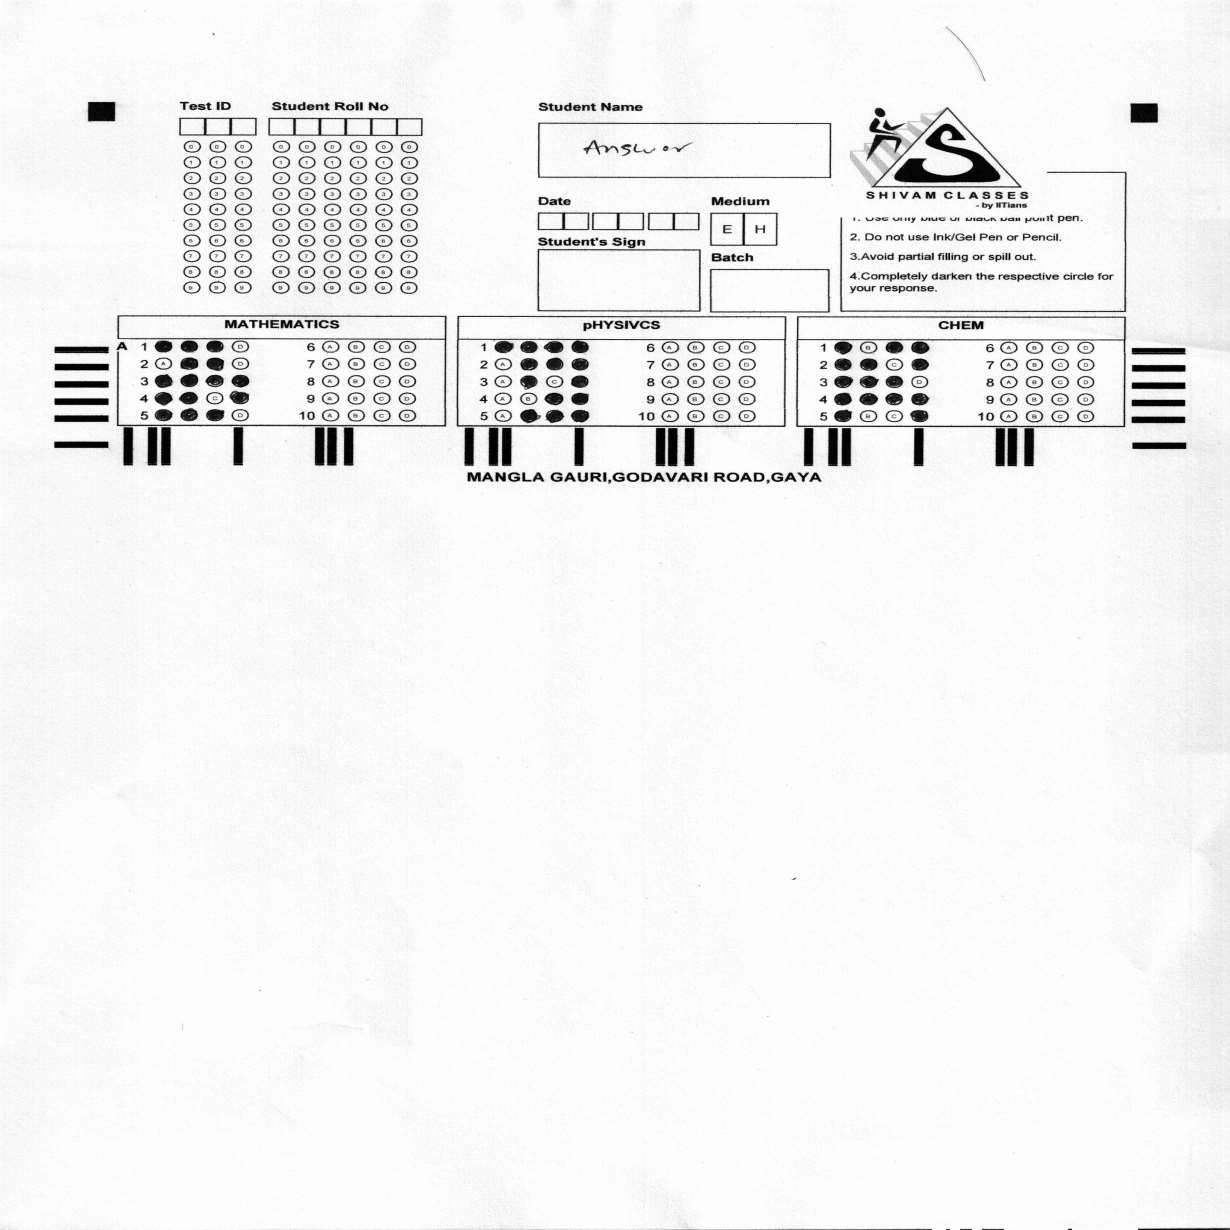 Test ID Student Roll No Student Name
Answer
SHIVAM CLASSES
- by IITians
Date Medium
E H
1. Use only blue or black ball point pen.
2. Do not use Ink/Gel Pen or Pencil.
Student's Sign
Batch
3.Avoid partial filling or spill out.
4.Completely darken the respective circle for
your response.
0 0 0 0 0 0 0 0 0
1 1 1 1 1 1 1 1 1
2 2 2 2 2 2 2 2 2
3 3 3 3 3 3 3 3 3
4 4 4 4 4 4 4 4 4
5 5 5 5 5 5 5 5 5
6 6 6 6 6 6 6 6 6
7 7 7 7 7 7 7 7 7
8 8 8 8 8 8 8 8 8
9 9 9 9 9 9 9 9 9
MATHEMATICS
A 1 D 6 A B C D
2 A D 7 A B C D
3 8 A B C D
4 C 9 A B C D
5 D 10 A B C D
pHYSIVCS
1 6 A B C D
2 A 7 A B C D
3 A C 8 A B C D
4 A B 9 A B C D
5 A 10 A B C D
CHEM
1 B 6 A B C D
2 C 7 A B C D
3 D 8 A B C D
4 9 A B C D
5 B C 10 A B C D
MANGLA GAURI,GODAVARI ROAD,GAYA